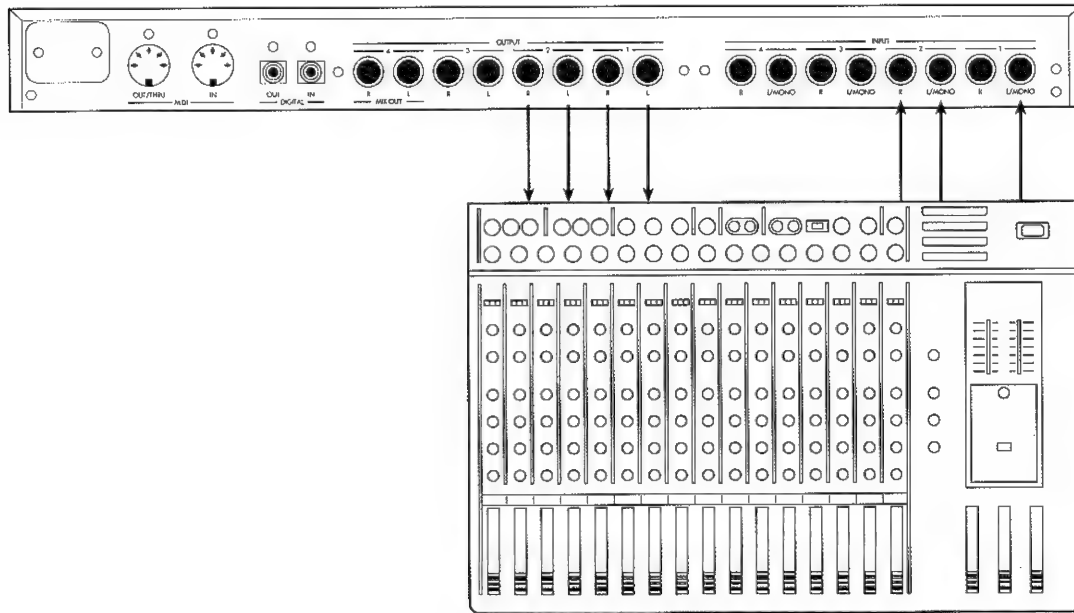 OUTPUT
INPUT
4 3 2 1
4 3 2 1
OUT/THRU IN
MIDI
OUT IN
DIGITAL
R L R L R L R L
MIX OUT
R L/MONO R L/MONO R L/MONO R L/MONO